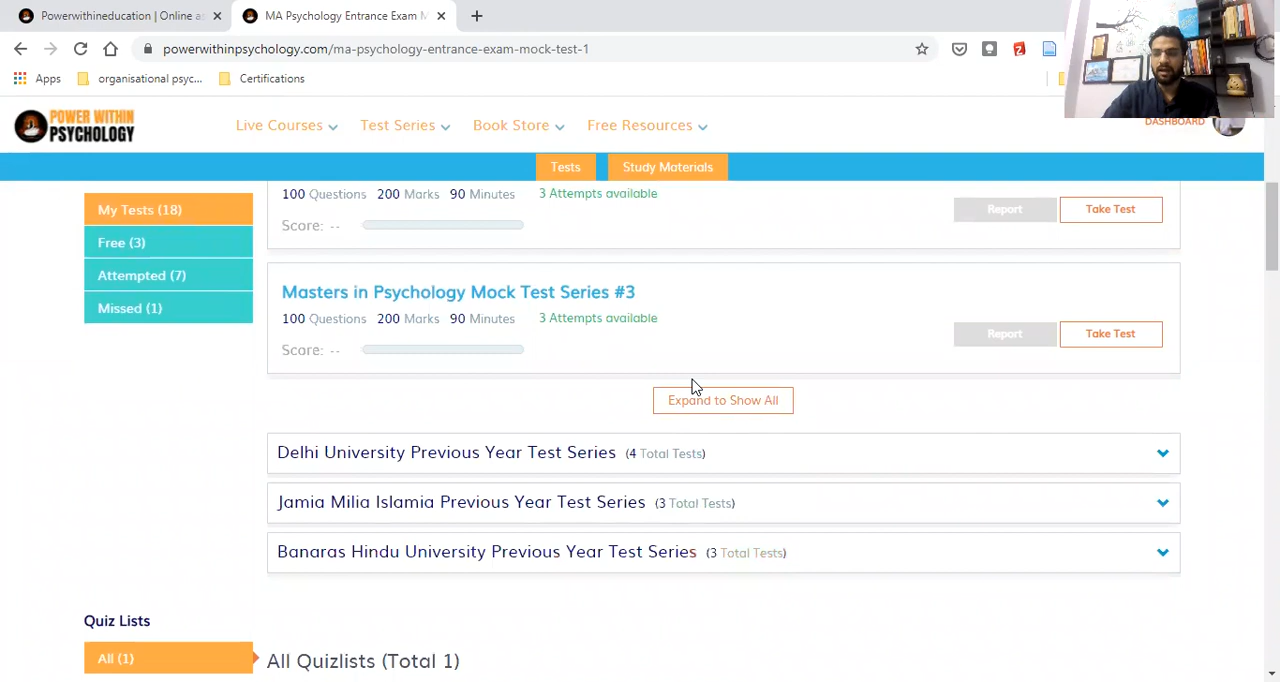 Powerwithineducation | Online as
MA Psychology Entrance Exam M
powerwithinpsychology.com/ma-psychology-entrance-exam-mock-test-1
Apps
organisational psyc...
Certifications
POWER WITHIN
PSYCHOLOGY
Live Courses
Test Series
Book Store
Free Resources
DASHBOARD
Tests
Study Materials
My Tests (18)
Free (3)
Attempted (7)
Missed (1)
100 Questions 200 Marks 90 Minutes 3 Attempts available
Score: --
Report
Take Test
Masters in Psychology Mock Test Series #3
100 Questions 200 Marks 90 Minutes 3 Attempts available
Score: --
Report
Take Test
Expand to Show All
Delhi University Previous Year Test Series (4 Total Tests)
Jamia Milia Islamia Previous Year Test Series (3 Total Tests)
Banaras Hindu University Previous Year Test Series (3 Total Tests)
Quiz Lists
All (1)
All Quizlists (Total 1)